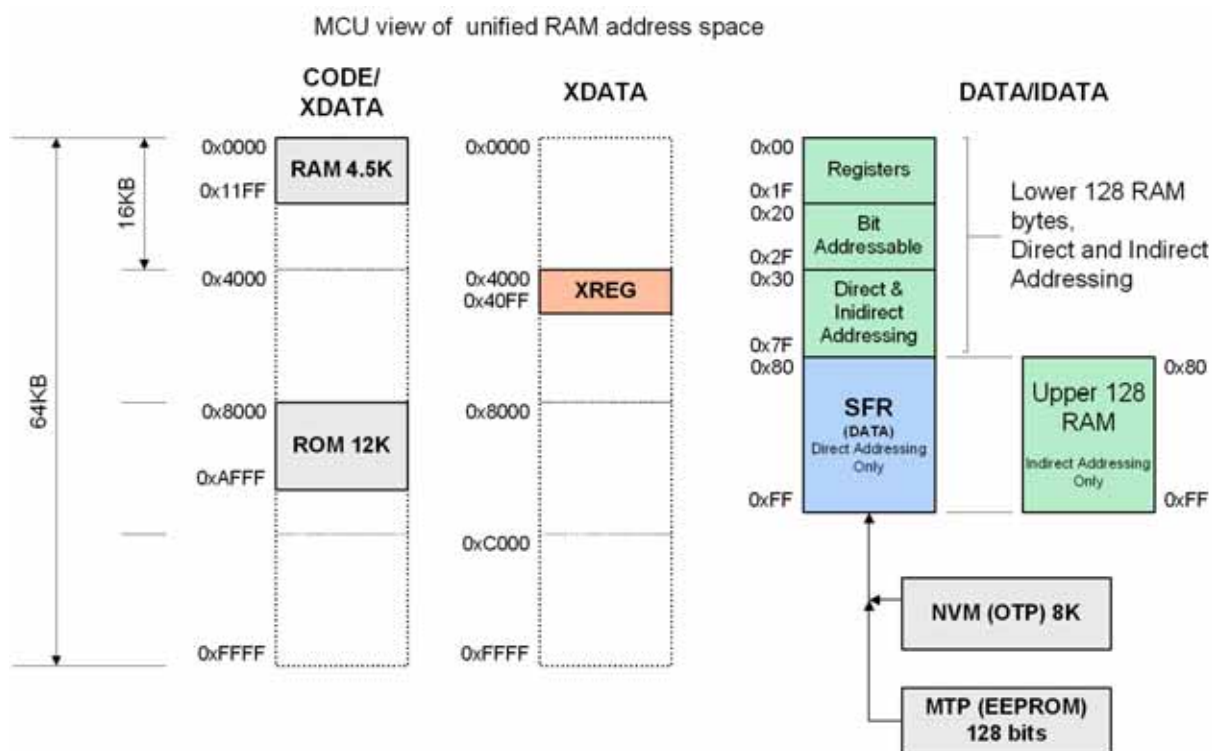 MCU view of unified RAM address space
CODE/
XDATA
XDATA
DATA/IDATA
64KB
16KB
0x0000
RAM 4.5K
0x11FF
0x4000
0x8000
ROM 12K
0xAFFF
0xFFFF
0x0000
0x4000
XREG
0x40FF
0x8000
0xC000
0xFFFF
0x00
Registers
0x1F
0x20
Bit
Addressable
0x2F
0x30
Direct &
Inidirect
Addressing
0x7F
0x80
SFR
(DATA)
Direct Addressing
Only
0xFF
Lower 128 RAM
bytes,
Direct and Indirect
Addressing
0x80
Upper 128
RAM
Indirect Addressing
Only
0xFF
NVM (OTP) 8K
MTP (EEPROM)
128 bits